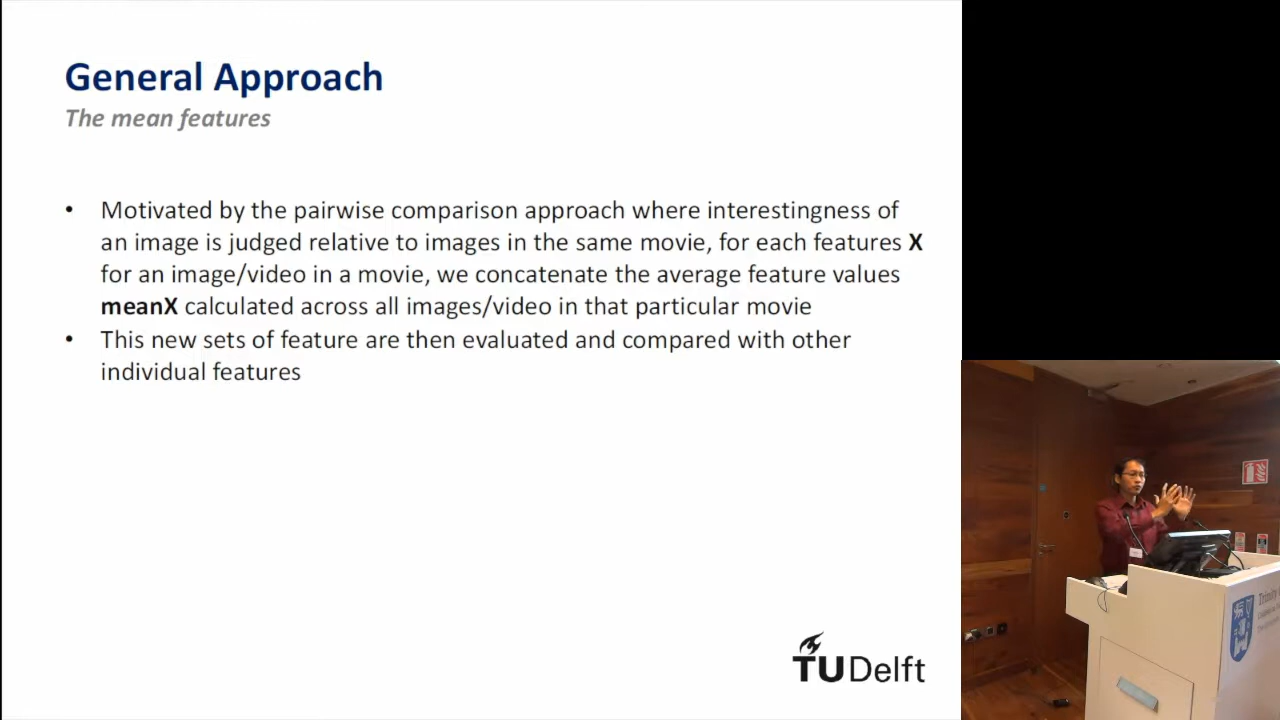 General Approach
The mean features
• Motivated by the pairwise comparison approach where interestingness of
an image is judged relative to images in the same movie, for each features X
for an image/video in a movie, we concatenate the average feature values
meanX calculated across all images/video in that particular movie
• This new sets of feature are then evaluated and compared with other
individual features
TUDelft
Trinity